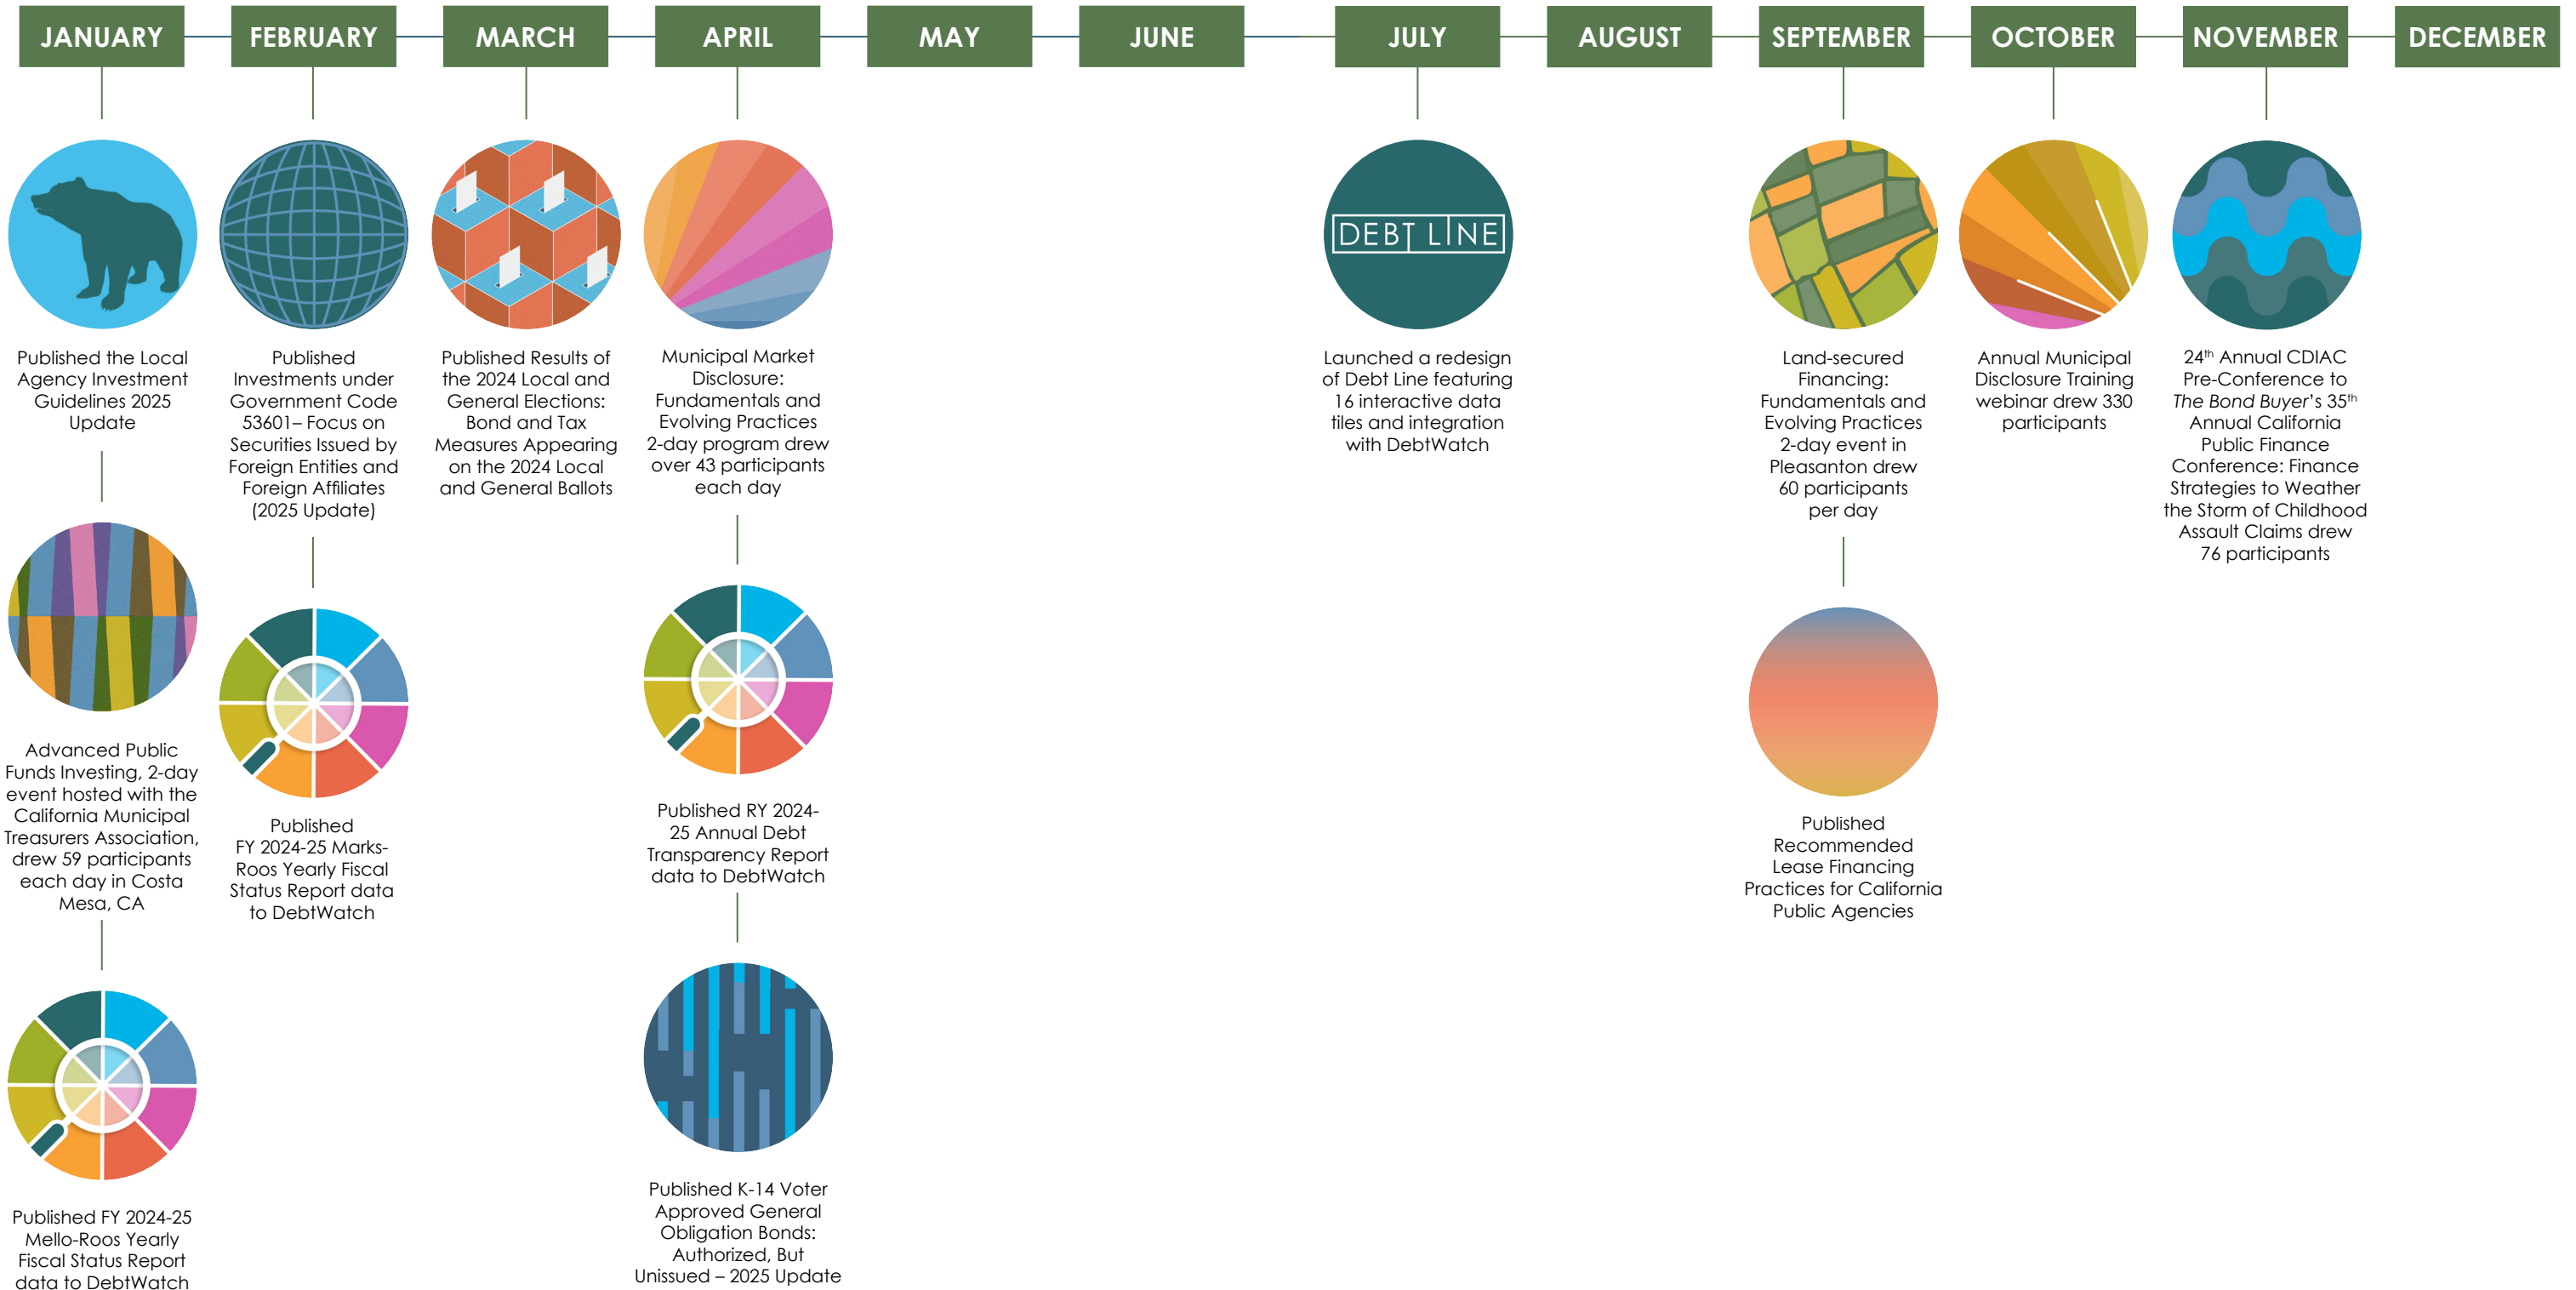 JANUARY
FEBRUARY
MARCH
APRIL
MAY
JUNE
JULY
AUGUST
SEPTEMBER
OCTOBER
NOVEMBER
DECEMBER
Published the Local
Agency Investment
Guidelines 2025
Update
Advanced Public
Funds Investing, 2-day
event hosted with the
California Municipal
Treasurers Association,
drew 59 participants
each day in Costa
Mesa, CA
Published FY 2024-25
Mello-Roos Yearly
Fiscal Status Report
data to DebtWatch
Published
Investments under
Government Code
53601– Focus on
Securities Issued by
Foreign Entities and
Foreign Affiliates
(2025 Update)
Published
FY 2024-25 Marks-
Roos Yearly Fiscal
Status Report data
to DebtWatch
Published Results of
the 2024 Local and
General Elections:
Bond and Tax
Measures Appearing
on the 2024 Local
and General Ballots
Municipal Market
Disclosure:
Fundamentals and
Evolving Practices
2-day program drew
over 43 participants
each day
Published RY 2024-
25 Annual Debt
Transparency Report
data to DebtWatch
Published K-14 Voter
Approved General
Obligation Bonds:
Authorized, But
Unissued – 2025 Update
DEBT LINE
Launched a redesign
of Debt Line featuring
16 interactive data
tiles and integration
with DebtWatch
Land-secured
Financing:
Fundamentals and
Evolving Practices
2-day event in
Pleasanton drew
60 participants
per day
Published
Recommended
Lease Financing
Practices for California
Public Agencies
Annual Municipal
Disclosure Training
webinar drew 330
participants
24th Annual CDIAC
Pre-Conference to
The Bond Buyer's 35th
Annual California
Public Finance
Conference: Finance
Strategies to Weather
the Storm of Childhood
Assault Claims drew
76 participants